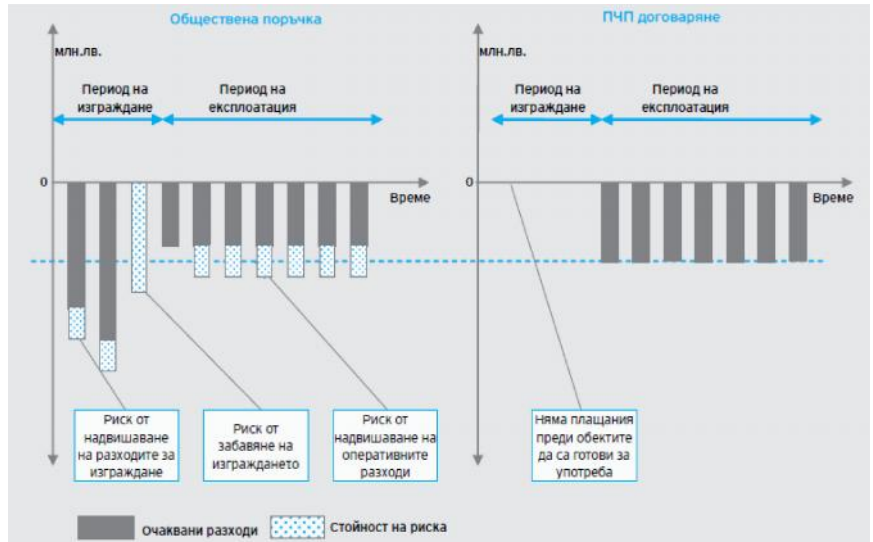 Обществена поръчка
ПЧП договаряне
млн.лв.
млн.лв.
Период на
изграждане
Период на
експлоатация
Период на
изграждане
Период на
експлоатация
0
Време
0
Време
Риск от
надвишаване
на разходите за
изграждане
Риск от
забавяне на
изграждането
Риск от
надвишаване на
оперативните
разходи
Няма плащания
преди обектите
да са готови за
употреба
Очаквани разходи
Стойност на риска